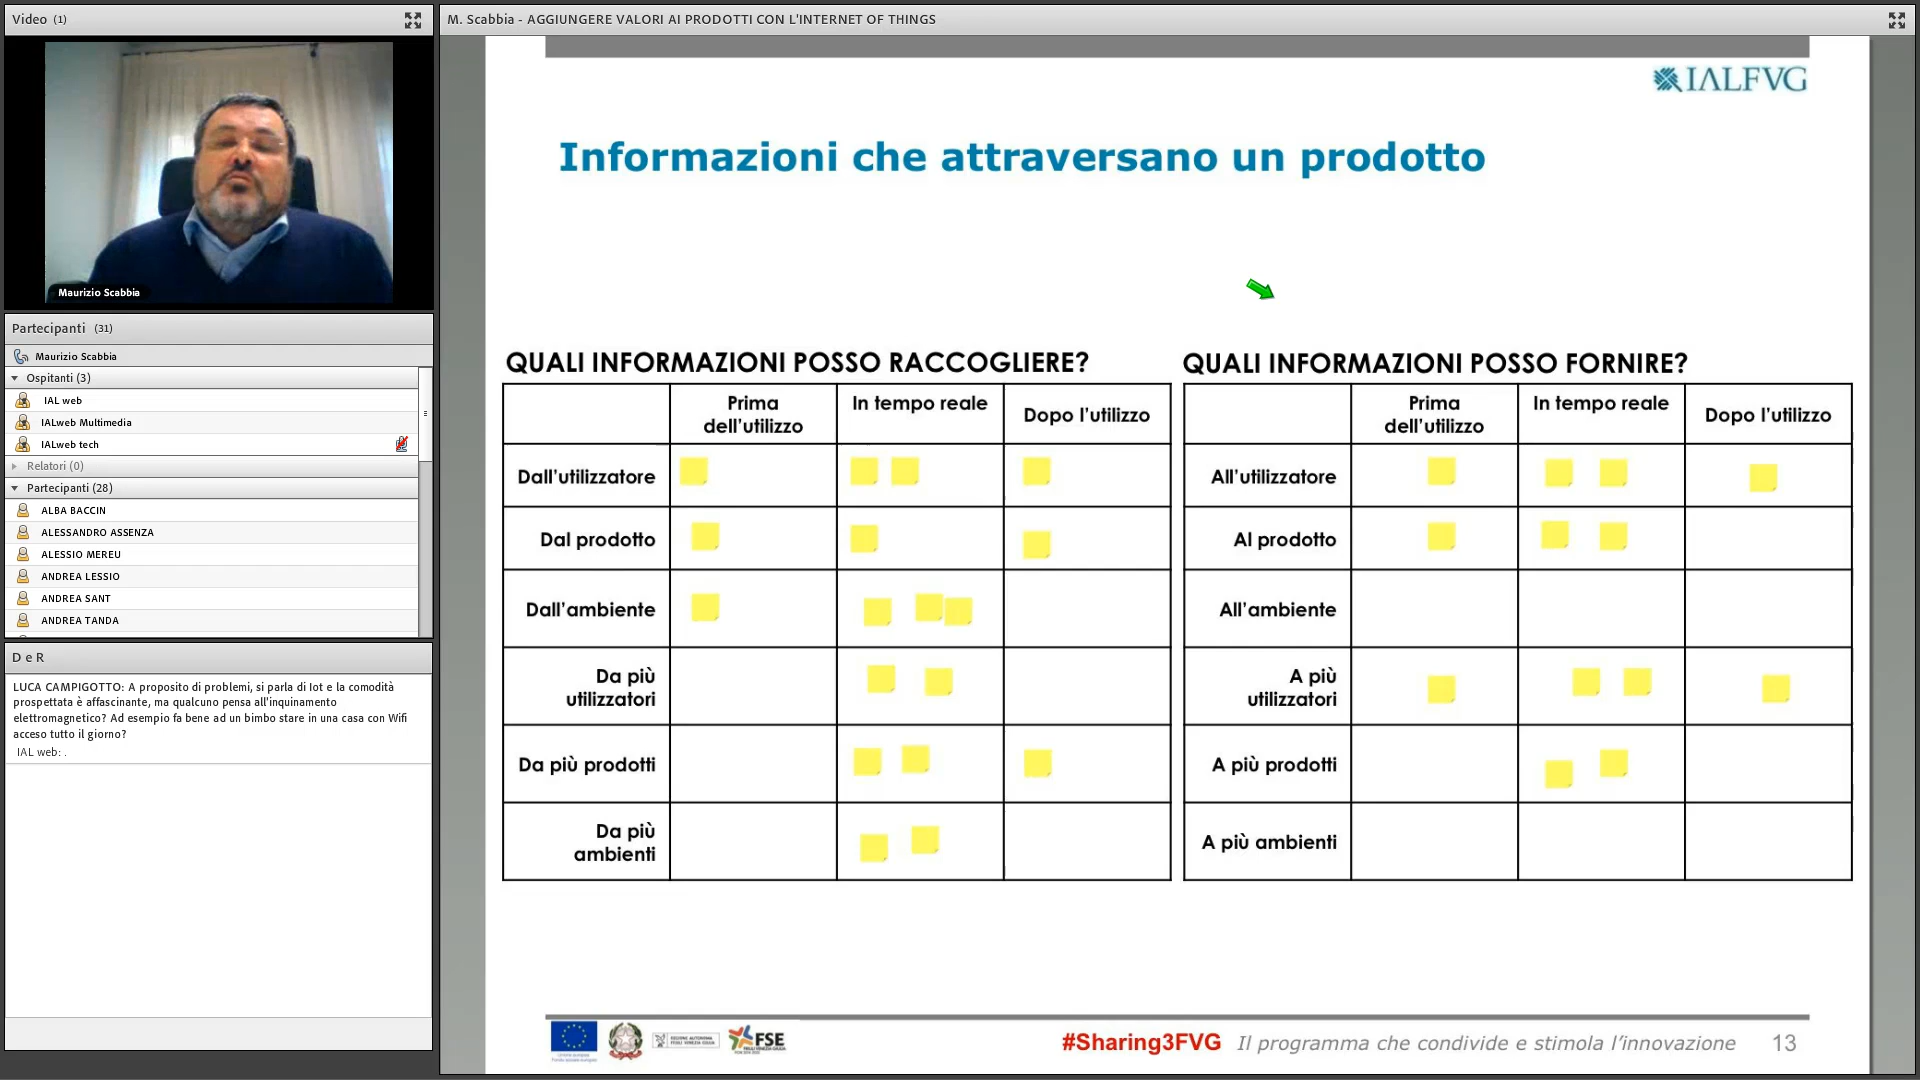 Video (1)
Maurizio Scabbia
Partecipanti (31)
Maurizio Scabbia
Ospitanti (3)
IAL web
IALweb Multimedia
IALweb tech
Relatori (0)
Partecipanti (28)
ALBA BACCIN
ALESSANDRO ASSENZA
ALESSIO MEREU
ANDREA LESSIO
ANDREA SANT
ANDREA TANDA
D e R
LUCA CAMPIGOTTO: A proposito di problemi, si parla di Iot e la comodità
prospettata è affascinante, ma qualcuno pensa all'inquinamento
elettromagnetico? Ad esempio fa bene ad un bimbo stare in una casa con Wifi
acceso tutto il giorno?
IAL web: .
M. Scabbia - AGGIUNGERE VALORI AI PRODOTTI CON L'INTERNET OF THINGS
IALFVG
Informazioni che attraversano un prodotto
QUALI INFORMAZIONI POSSO RACCOGLIERE?
Prima
dell'utilizzo
In tempo reale
Dopo l'utilizzo
Dall'utilizzatore
Dal prodotto
Dall'ambiente
Da più
utilizzatori
Da più prodotti
Da più
ambienti
QUALI INFORMAZIONI POSSO FORNIRE?
Prima
dell'utilizzo
In tempo reale
Dopo l'utilizzo
All'utilizzatore
Al prodotto
All'ambiente
A più
utilizzatori
A più prodotti
A più ambienti
FSE
#Sharing3FVG Il programma che condivide e stimola l'innovazione 13